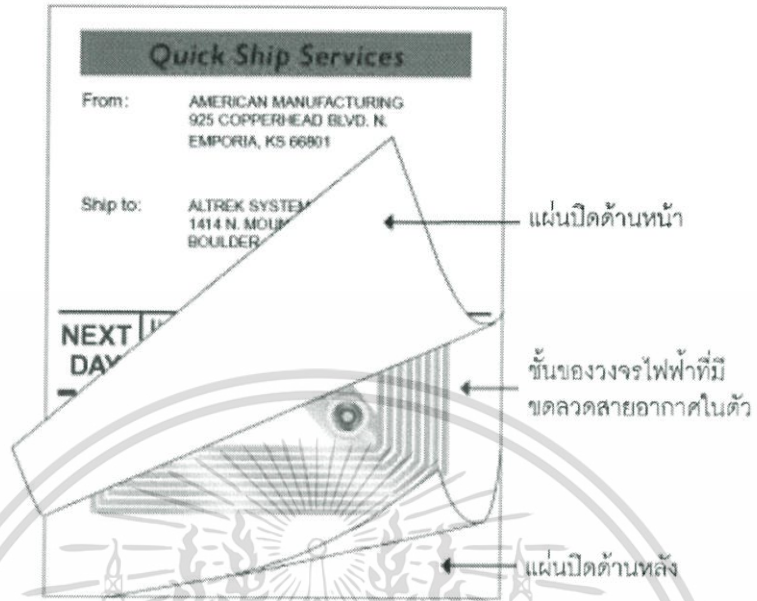 Quick Ship Services
From: AMERICAN MANUFACTURING
925 COPPERHEAD BLVD. N.
EMPORIA, KS 66801
Ship to: ALTREK SYSTEM
1414 N. MOUN
BOULDER
แผ่นปิดด้านหน้า
NEXT
DAY
ชั้นของวงจรไฟฟ้าที่มี
ขดลวดสายอากาศในตัว
แผ่นปิดด้านหลัง